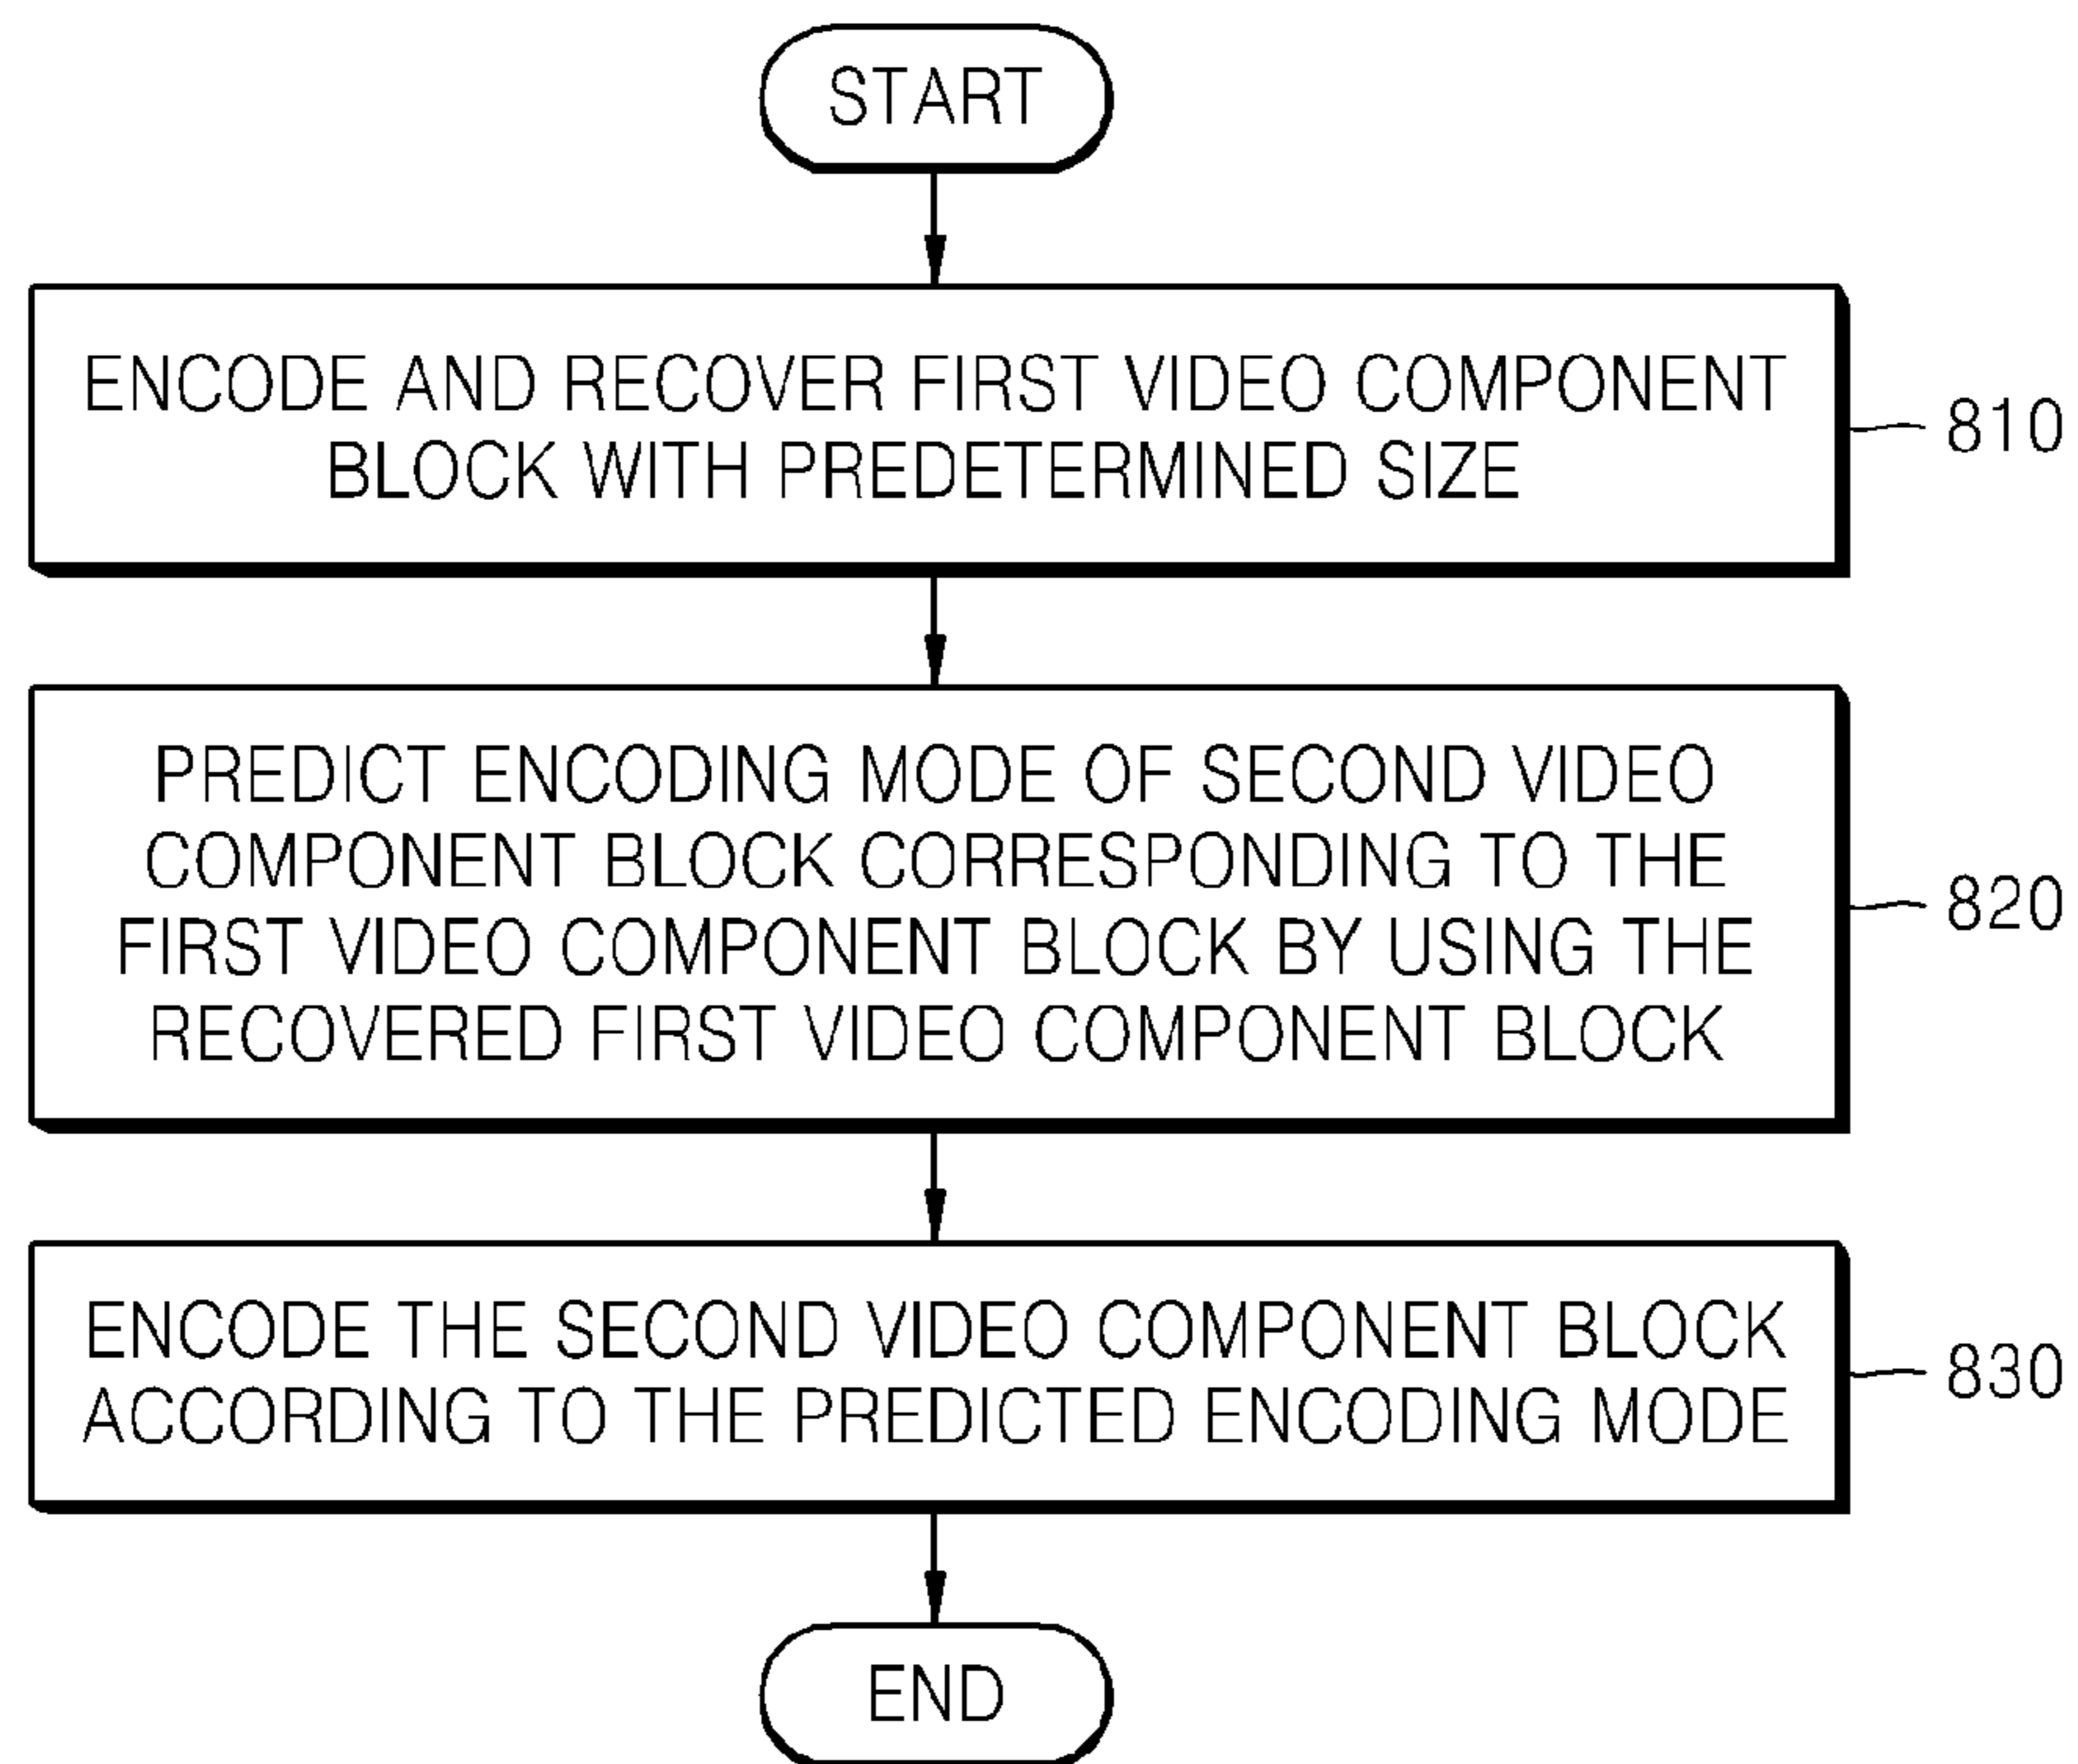 START
ENCODE AND RECOVER FIRST VIDEO COMPONENT
BLOCK WITH PREDETERMINED SIZE
810
PREDICT ENCODING MODE OF SECOND VIDEO
COMPONENT BLOCK CORRESPONDING TO THE
FIRST VIDEO COMPONENT BLOCK BY USING THE
RECOVERED FIRST VIDEO COMPONENT BLOCK
820
ENCODE THE SECOND VIDEO COMPONENT BLOCK
ACCORDING TO THE PREDICTED ENCODING MODE
830
END